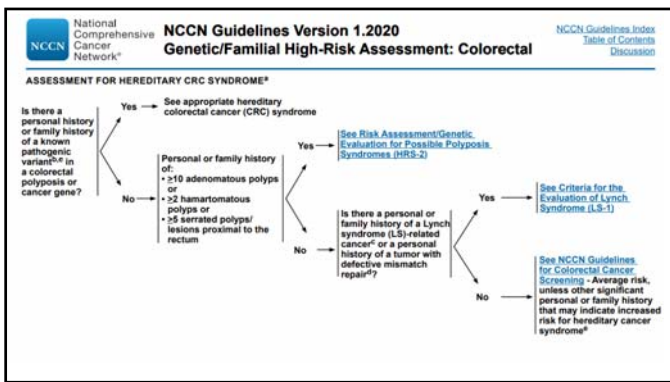 National
Comprehensive
Cancer
Network®
NCCN
NCCN Guidelines Version 1.2020
Genetic/Familial High-Risk Assessment: Colorectal
NCCN Guidelines Index
Table of Contents
Discussion
ASSESSMENT FOR HEREDITARY CRC SYNDROMEª
Is there a
personal history
or family history
of a known
pathogenic
variantᵇ,ᵉ in
a colorectal
polyposis or
cancer gene?
Yes
See appropriate hereditary
colorectal cancer (CRC) syndrome
No
Personal or family history
of:
• ≥10 adenomatous polyps
or
• ≥2 hamartomatous
polyps or
• ≥5 serrated polyps/
lesions proximal to the
rectum
Yes
See Risk Assessment/Genetic
Evaluation for Possible Polyposis
Syndromes (HRS-2)
No
Is there a personal or
family history of a Lynch
syndrome (LS)-related
cancerᶜ or a personal
history of a tumor with
defective mismatch
repairᵈ?
Yes
See Criteria for the
Evaluation of Lynch
Syndrome (LS-1)
No
See NCCN Guidelines
for Colorectal Cancer
Screening - Average risk,
unless other significant
personal or family history
that may indicate increased
risk for hereditary cancer
syndromeᵉ